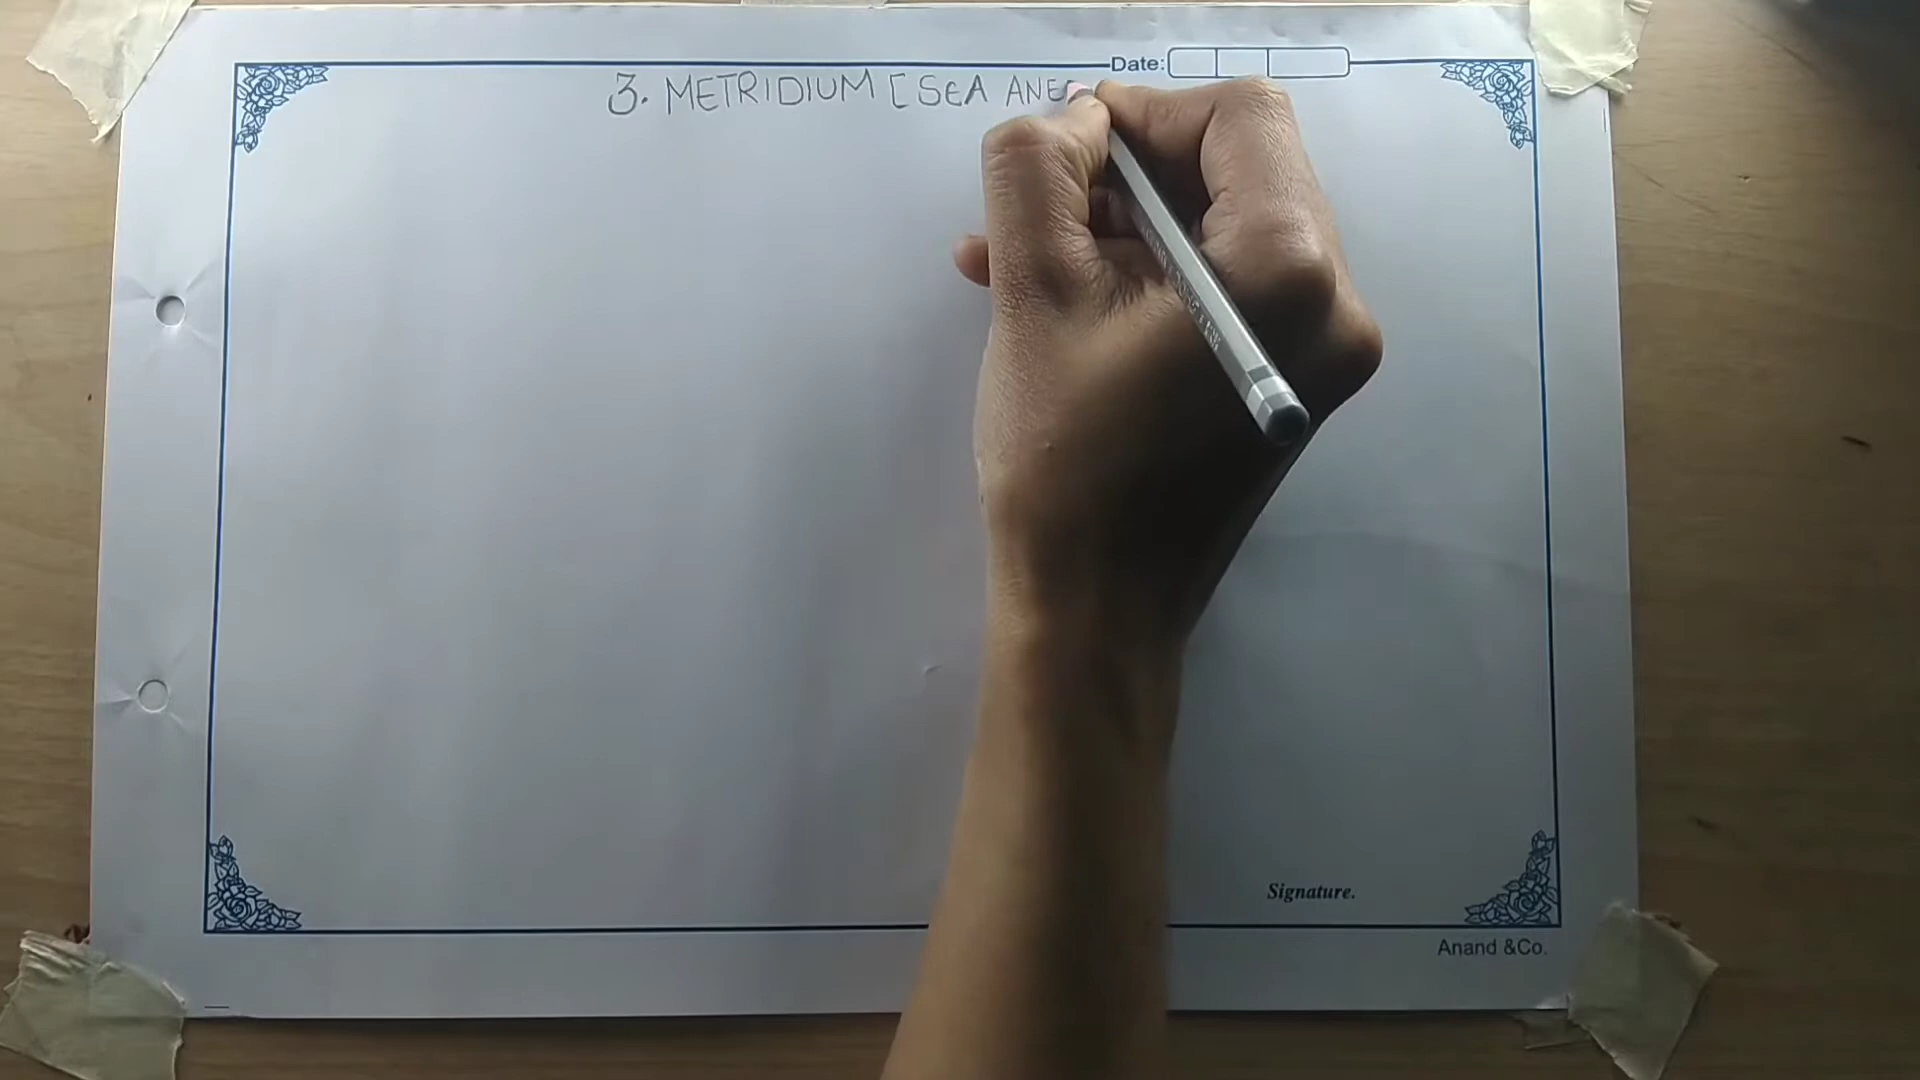 Date:
3. METRIDIUM [ SeA ANE
Signature.
Anand &Co.